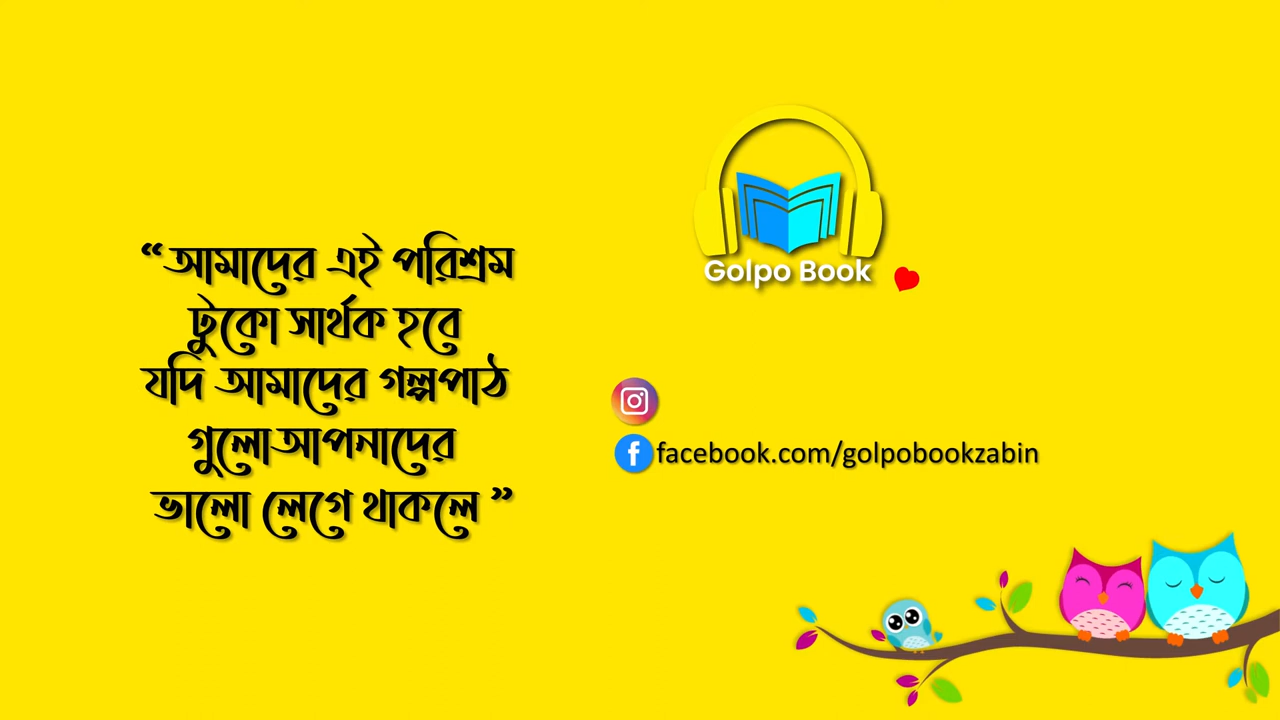 “আমাদের এই পরিশ্রম
টুকো সার্থক হবে
যদি আমাদের গল্পপাঠ
গুলো আপনাদের
ভালো লেগে থাকলে”
Golpo Book
facebook.com/golpobookzabin